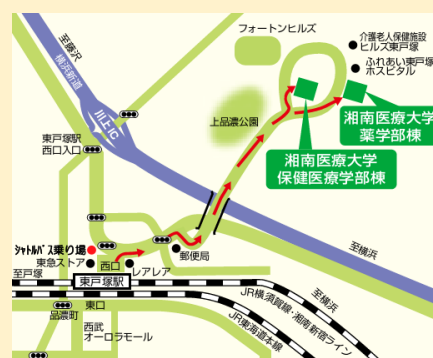 フォートンヒルズ
介護老人保健施設
ヒルズ東戸塚
ふれあい東戸塚
ホスピタル
至藤沢
横浜新道
川上IC
上品濃公園
湘南医療大学
薬学部棟
湘南医療大学
保健医療学部棟
東戸塚駅
西口入口
至横浜
ｼｬﾄﾙﾊﾞｽ乗り場
東急ストア
西口
レアレア
郵便局
至戸塚
東戸塚駅
品濃町
東口
西武
オーロラモール
JR横須賀線・湘南新宿ライン
JR東海道本線
至横浜